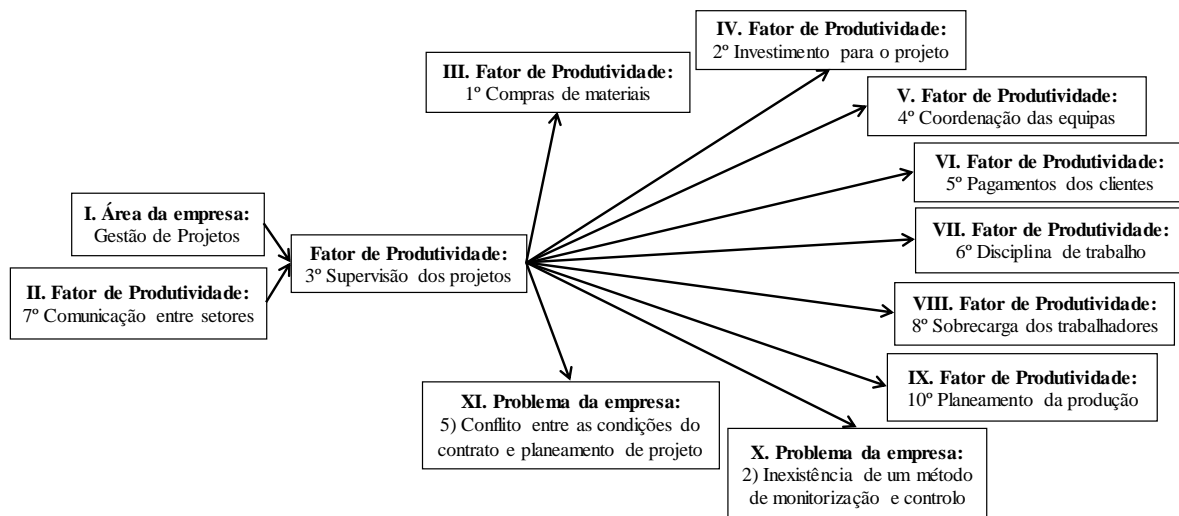 IV. Fator de Produtividade:
2º Investimento para o projeto
III. Fator de Produtividade:
1º Compras de materiais
V. Fator de Produtividade:
4º Coordenação das equipas
VI. Fator de Produtividade:
5º Pagamentos dos clientes
I. Área da empresa:
Gestão de Projetos
VII. Fator de Produtividade:
6º Disciplina de trabalho
Fator de Produtividade:
3º Supervisão dos projetos
II. Fator de Produtividade:
7º Comunicação entre setores
VIII. Fator de Produtividade:
8º Sobrecarga dos trabalhadores
IX. Fator de Produtividade:
10º Planeamento da produção
XI. Problema da empresa:
5) Conflito entre as condições do
contrato e planeamento de projeto
X. Problema da empresa:
2) Inexistência de um método
de monitorização e controlo